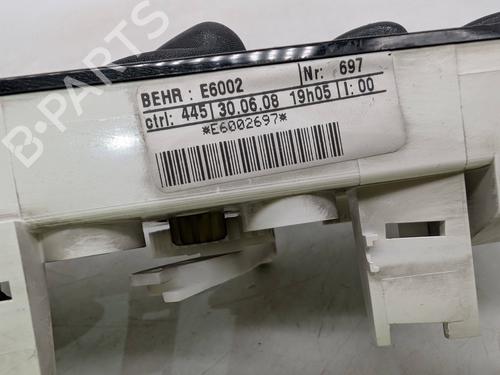 BEHR : E6002
Nr: 697
ctrl: 445 30.06.08 19h05 I: 00
*E6002697*
B-PARTS